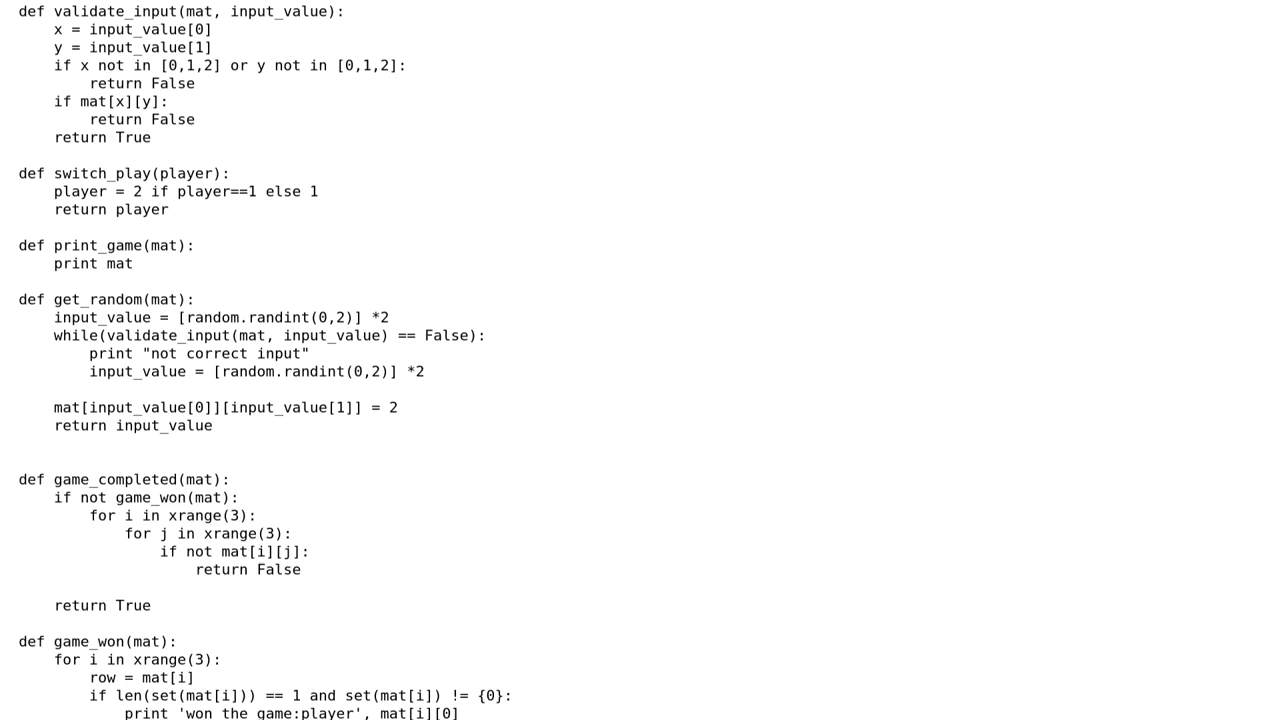 def validate_input(mat, input_value):
    x = input_value[0]
    y = input_value[1]
    if x not in [0,1,2] or y not in [0,1,2]:
        return False
    if mat[x][y]:
        return False
    return True

def switch_play(player):
    player = 2 if player==1 else 1
    return player

def print_game(mat):
    print mat

def get_random(mat):
    input_value = [random.randint(0,2)] *2
    while(validate_input(mat, input_value) == False):
        print "not correct input"
        input_value = [random.randint(0,2)] *2

    mat[input_value[0]][input_value[1]] = 2
    return input_value


def game_completed(mat):
    if not game_won(mat):
        for i in xrange(3):
            for j in xrange(3):
                if not mat[i][j]:
                    return False

    return True

def game_won(mat):
    for i in xrange(3):
        row = mat[i]
        if len(set(mat[i])) == 1 and set(mat[i]) != {0}:
            print 'won the game:player', mat[i][0]